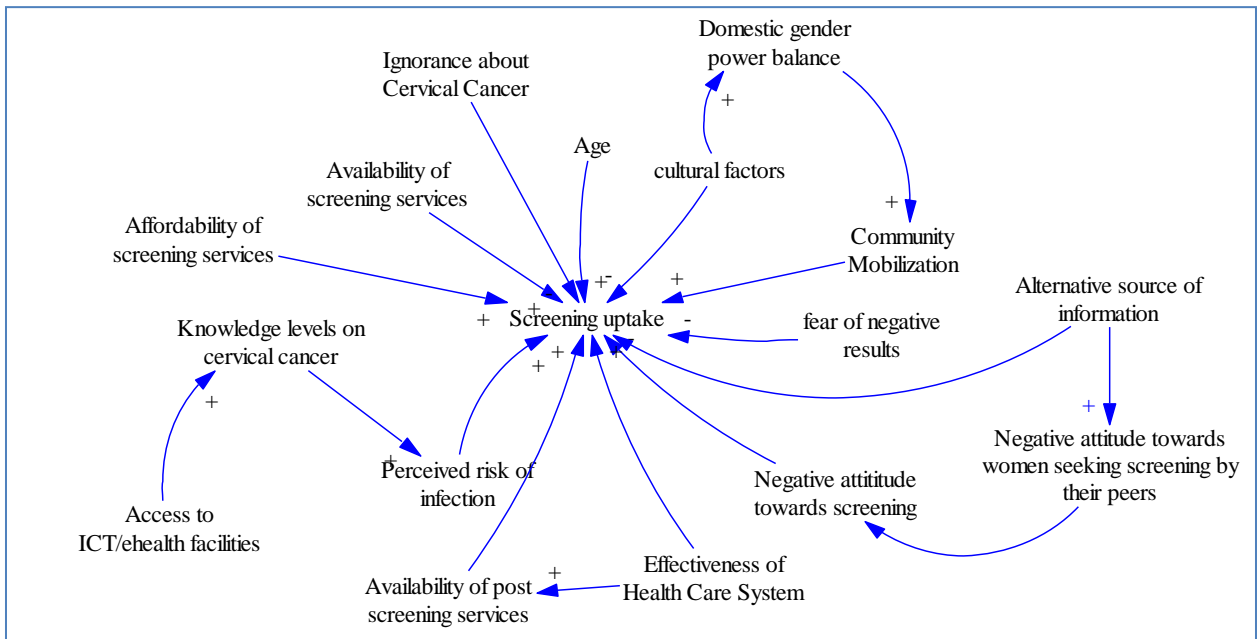 Domestic gender
power balance
Ignorance about
Cervical Cancer
+
Age
Availability of
screening services
cultural factors
+
Affordability of
screening services
Community
Mobilization
+
-
+
Alternative source of
information
+
+
Screening uptake
-
fear of negative
results
Knowledge levels on
cervical cancer
+
+
+
+
+
Negative attitude towards
women seeking screening by
their peers
+
Perceived risk of
infection
Negative attititude
towards screening
Access to
ICT/ehealth facilities
Effectiveness of
Health Care System
+
Availability of post
screening services